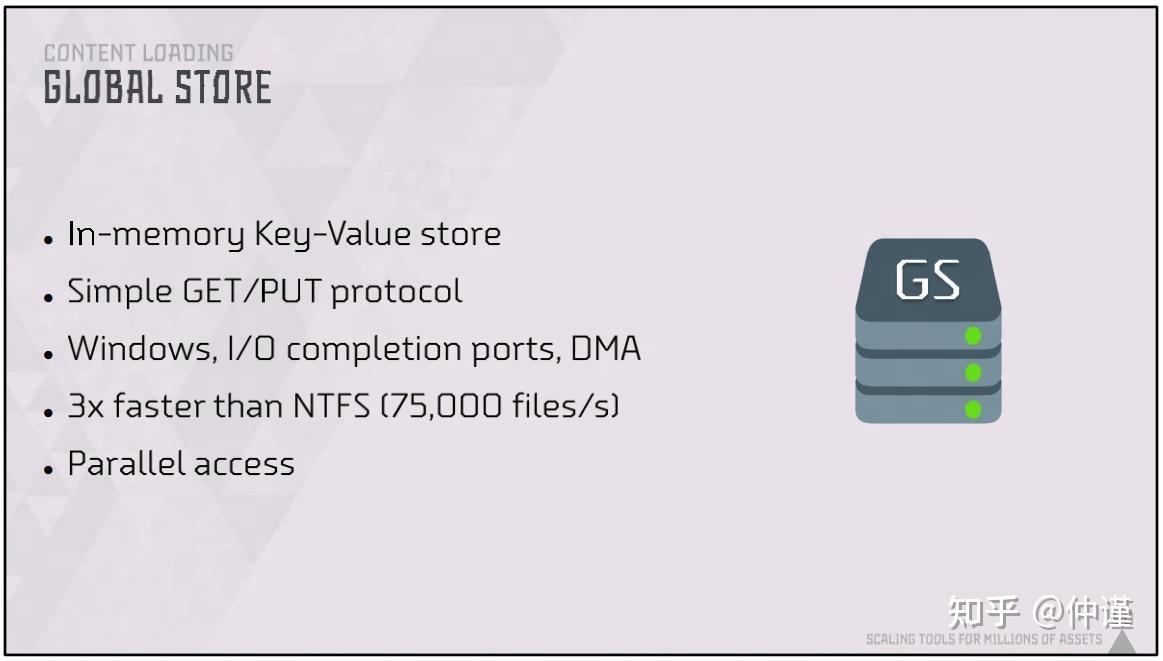 CONTENT LOADING
GLOBAL STORE
• In-memory Key-Value store
• Simple GET/PUT protocol
• Windows, I/O completion ports, DMA
• 3x faster than NTFS (75,000 files/s)
• Parallel access
GS
知乎 @仲谨
SCALING TOOLS FOR MILLIONS OF ASSETS